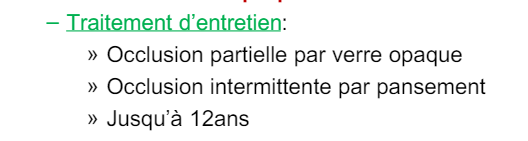 – Traitement d’entretien:
» Occlusion partielle par verre opaque
» Occlusion intermittente par pansement
» Jusqu’à 12ans